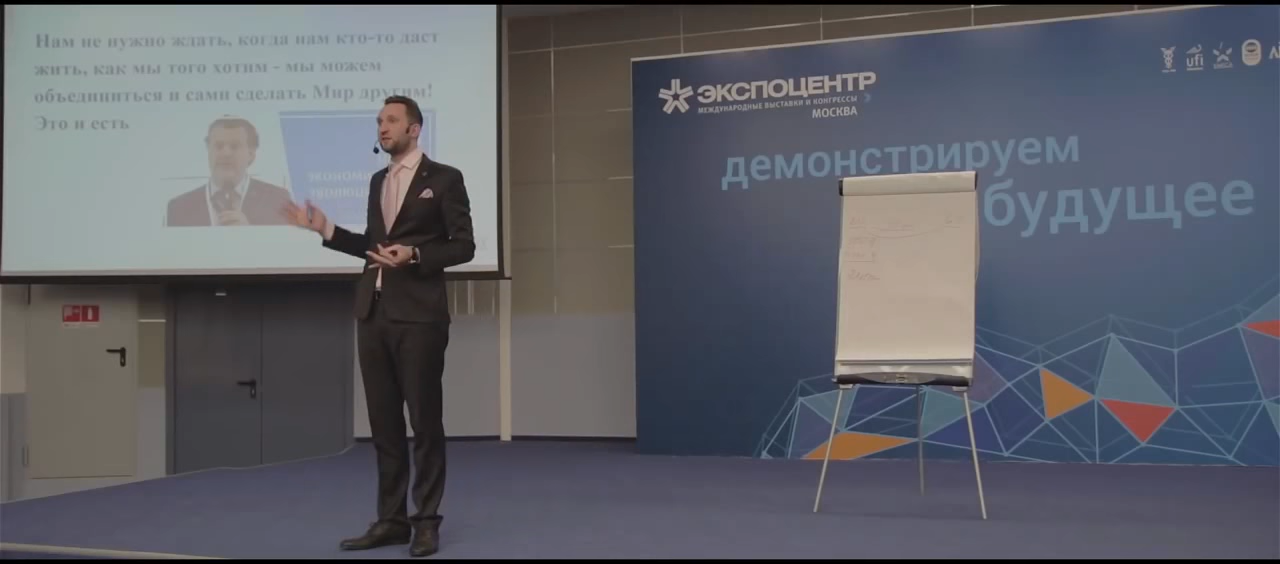 Нам не нужно ждать, когда нам кто-то даст
жить, как мы того хотим - мы можем
объединиться и сами сделать Мир другим!
Это и есть
ЭКСПОЦЕНТР
МЕЖДУНАРОДНЫЕ ВЫСТАВКИ И КОНГРЕССЫ
МОСКВА
ufi
демонстрируем
будущее